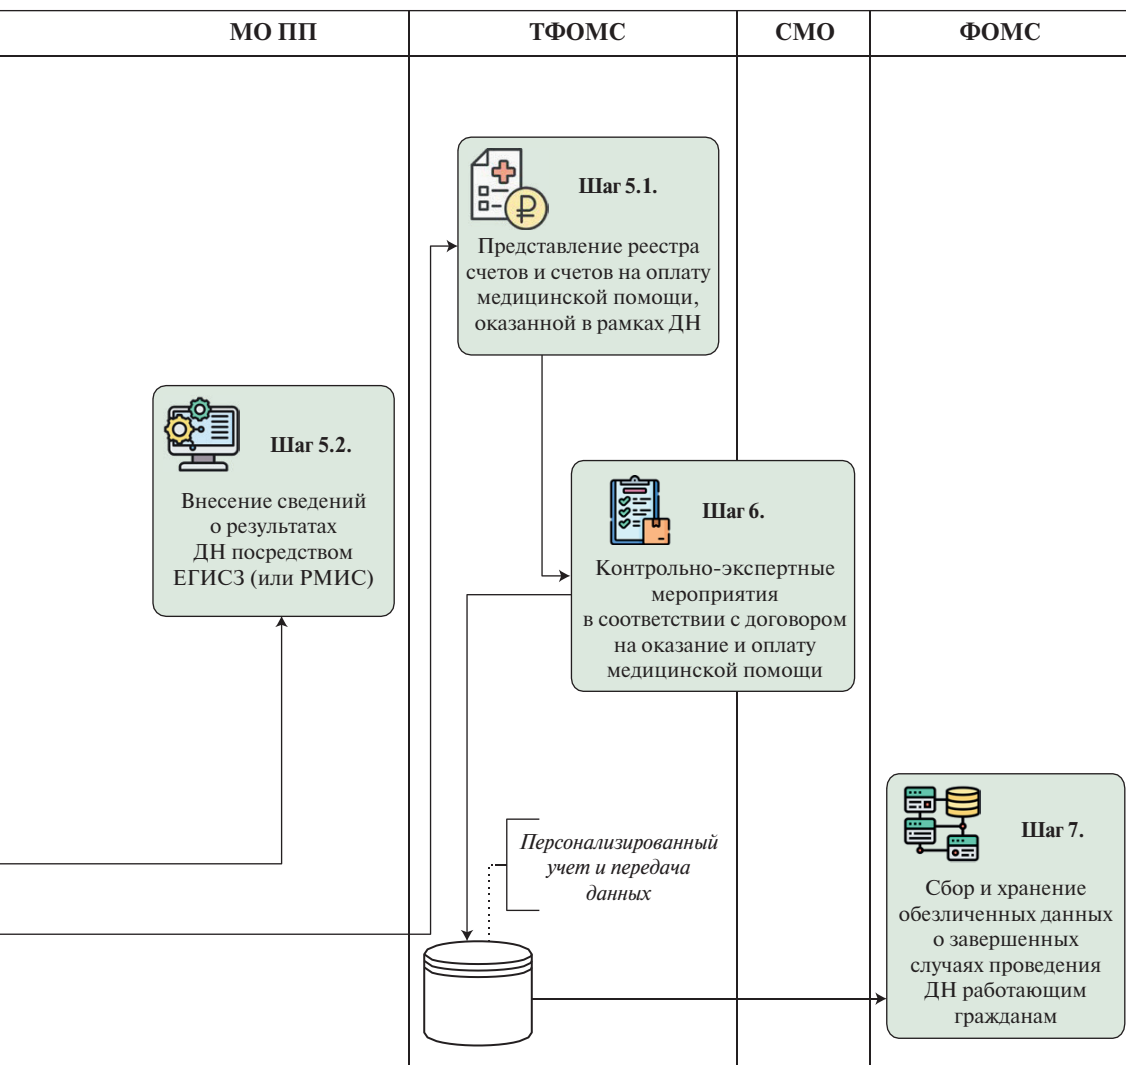 МО ПП
ТФОМС
СМО
ФОМС
Шаг 5.1.
Представление реестра
счетов и счетов на оплату
медицинской помощи,
оказанной в рамках ДН
Шаг 5.2.
Внесение сведений
о результатах
ДН посредством
ЕГИСЗ (или РМИС)
Шаг 6.
Контрольно-экспертные
мероприятия
в соответствии с договором
на оказание и оплату
медицинской помощи
Персонализированный
учет и передача
данных
Шаг 7.
Сбор и хранение
обезличенных данных
о завершенных
случаях проведения
ДН работающим
гражданам